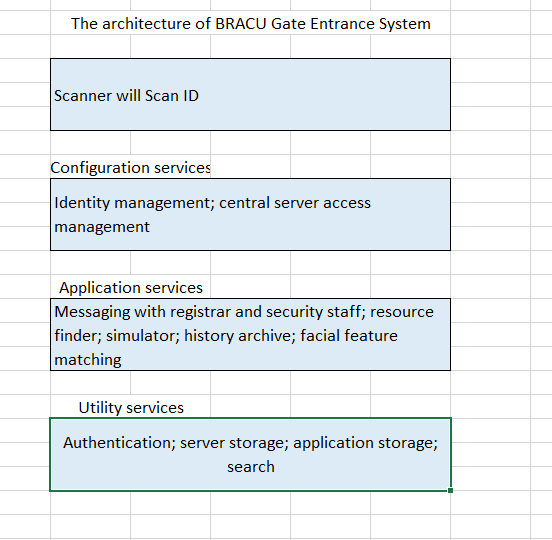 The architecture of BRACU Gate Entrance System
Scanner will Scan ID
Configuration services
Identity management; central server access
management
Application services
Messaging with registrar and security staff; resource
finder; simulator; history archive; facial feature
matching
Utility services
Authentication; server storage; application storage;
search